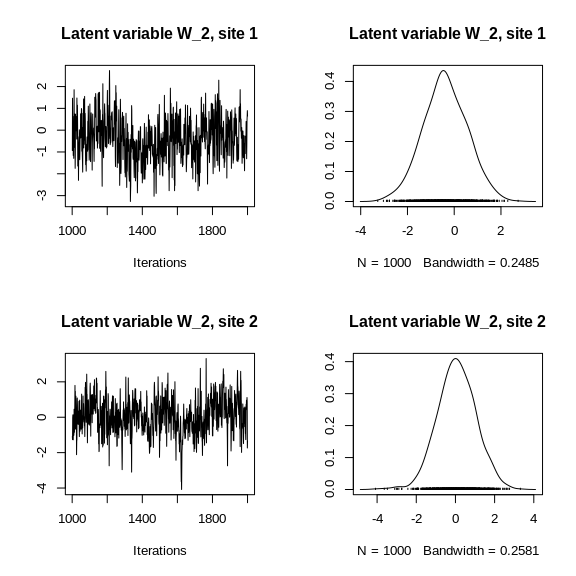 Latent variable W_2, site 1
2
1
0
-1
-3
1000 1400 1800
Iterations
Latent variable W_2, site 1
0.4
0.3
0.2
0.1
0.0
-4 -2 0 2
N = 1000 Bandwidth = 0.2485
Latent variable W_2, site 2
2
0
-2
-4
1000 1400 1800
Iterations
Latent variable W_2, site 2
0.4
0.3
0.2
0.1
0.0
-4 -2 0 2 4
N = 1000 Bandwidth = 0.2581